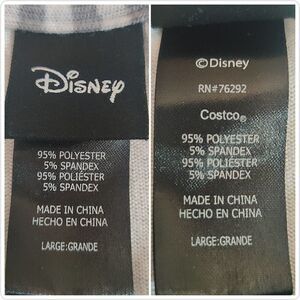 Disney
95% POLYESTER
5% SPANDEX
95% POLIÉSTER
5% SPANDEX
MADE IN CHINA
HECHO EN CHINA
LARGE:GRANDE
©Disney
RN#76292
Costco®
95% POLYESTER
5% SPANDEX
95% POLIÉSTER
5% SPANDEX
MADE IN CHINA
HECHO EN CHINA
LARGE:GRANDE